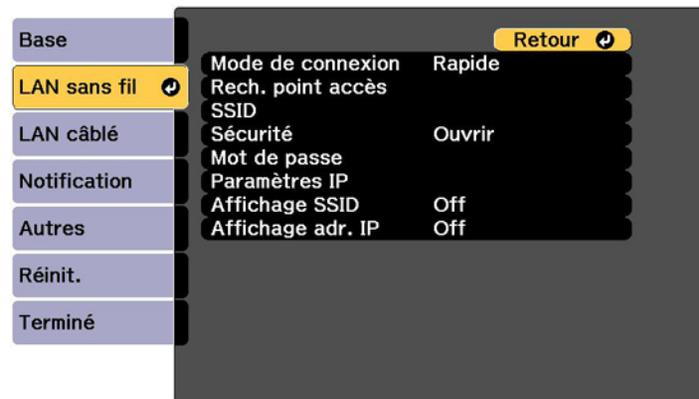 Base
LAN sans fil
LAN câblé
Notification
Autres
Réinit.
Terminé
Retour
Mode de connexion Rapide
Rech. point accès
SSID
Sécurité Ouvrir
Mot de passe
Paramètres IP
Affichage SSID Off
Affichage adr. IP Off